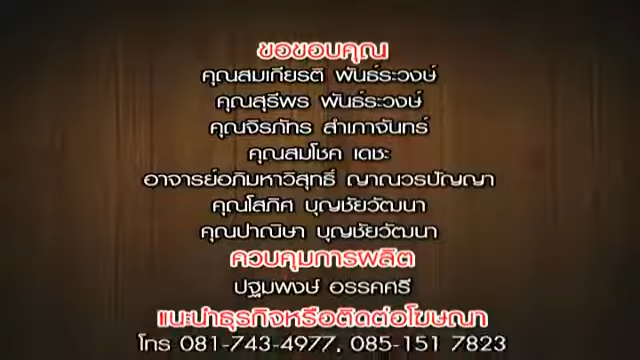 ขอขอบคุณ
คุณสมเกียรติ พันธ์ระวงษ์
คุณสุรีพร พันธ์ระวงษ์
คุณจิรภัทร สำเภาจันทร์
คุณสมโชค เดชะ
อาจารย์อภิมหาวิสุทธิ์ ญาณวรปัญญา
คุณโสภิศ บุญชัยวัฒนา
คุณปาณิษา บุญชัยวัฒนา
ควบคุมการผลิต
ปฐมพงษ์ อรรคศรี
แนะนำธุรกิจหรือติดต่อโฆษณา
โทร 081-743-4977, 085-151 7823